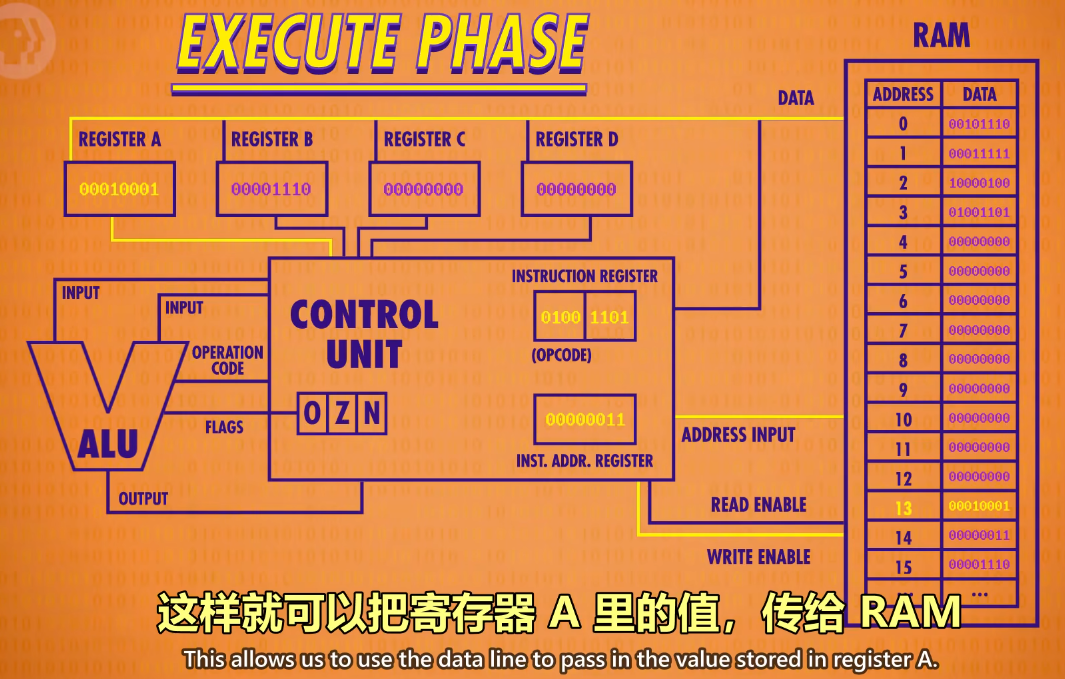 EXECUTE PHASE
RAM
DATA
ADDRESS DATA
0 00101110
1 00011111
2 10000100
3 01001101
4 00000000
5 00000000
6 00000000
7 00000000
8 00000000
9 00000000
10 00000000
11 00000000
12 00000000
13 00010001
14 00000011
15 00001110
... ...
REGISTER A
00010001
REGISTER B
00001110
REGISTER C
00000000
REGISTER D
00000000
INPUT
INPUT
OPERATION
CODE
FLAGS
ALU
OUTPUT
CONTROL
UNIT
O Z N
INSTRUCTION REGISTER
0100 1101
(OPCODE)
00000011
INST. ADDR. REGISTER
ADDRESS INPUT
READ ENABLE
WRITE ENABLE
这样就可以把寄存器 A 里的值，传给 RAM
This allows us to use the data line to pass in the value stored in register A.